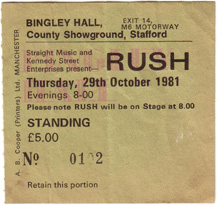 BINGLEY HALL,
EXIT 14,
M6 MOTORWAY
County Showground, Stafford
Straight Music and
Kennedy Street
Enterprises present—
RUSH
Thursday, 29th October 1981
Evenings 8-00
Please note RUSH will be on Stage at 8.00
STANDING
£5.00
No
Retain this portion
A. B. Cooper (Printers) Ltd. MANCHESTER